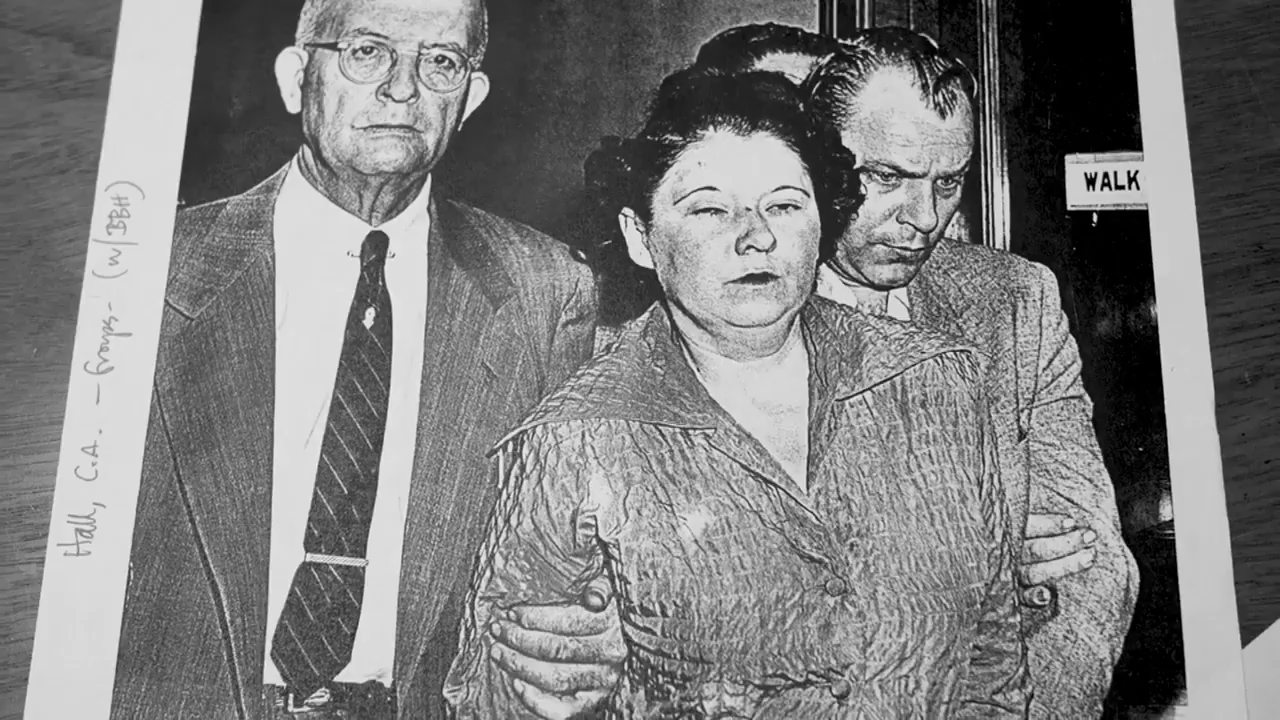 Hall, C.A. — Groups - (w/BBH)
WALK